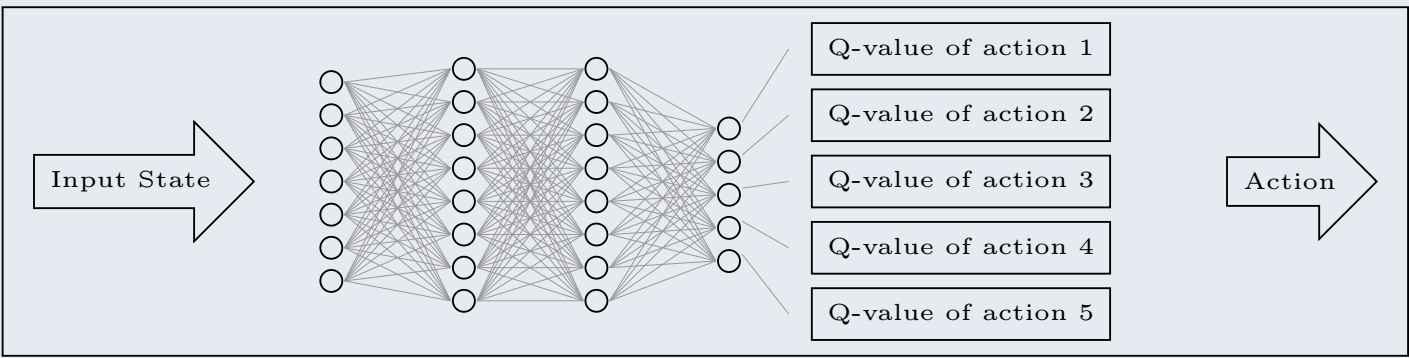 Input State
Q-value of action 1
Q-value of action 2
Q-value of action 3
Q-value of action 4
Q-value of action 5
Action